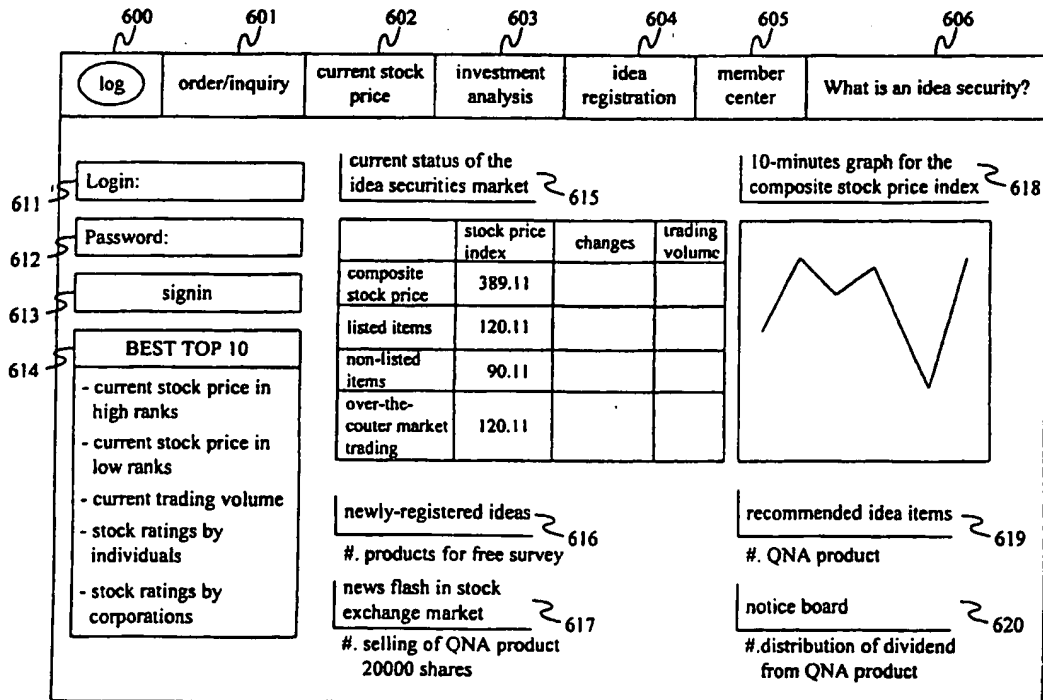 600 601 602 603 604 605 606
log
order/inquiry
current stock
price
investment
analysis
idea
registration
member
center
What is an idea security?
Login:
611
Password:
612
signin
613
BEST TOP 10
614
- current stock price in
high ranks
- current stock price in
low ranks
- current trading volume
- stock ratings by
individuals
- stock ratings by
corporations
current status of the
idea securities market
615
stock price
index
changes
trading
volume
composite
stock price
389.11
listed items
120.11
non-listed
items
90.11
over-the-
couter market
trading
120.11
newly-registered ideas
616
#. products for free survey
news flash in stock
exchange market
617
#. selling of QNA product
20000 shares
10-minutes graph for the
composite stock price index
618
recommended idea items
619
#. QNA product
notice board
620
#.distribution of dividend
from QNA product